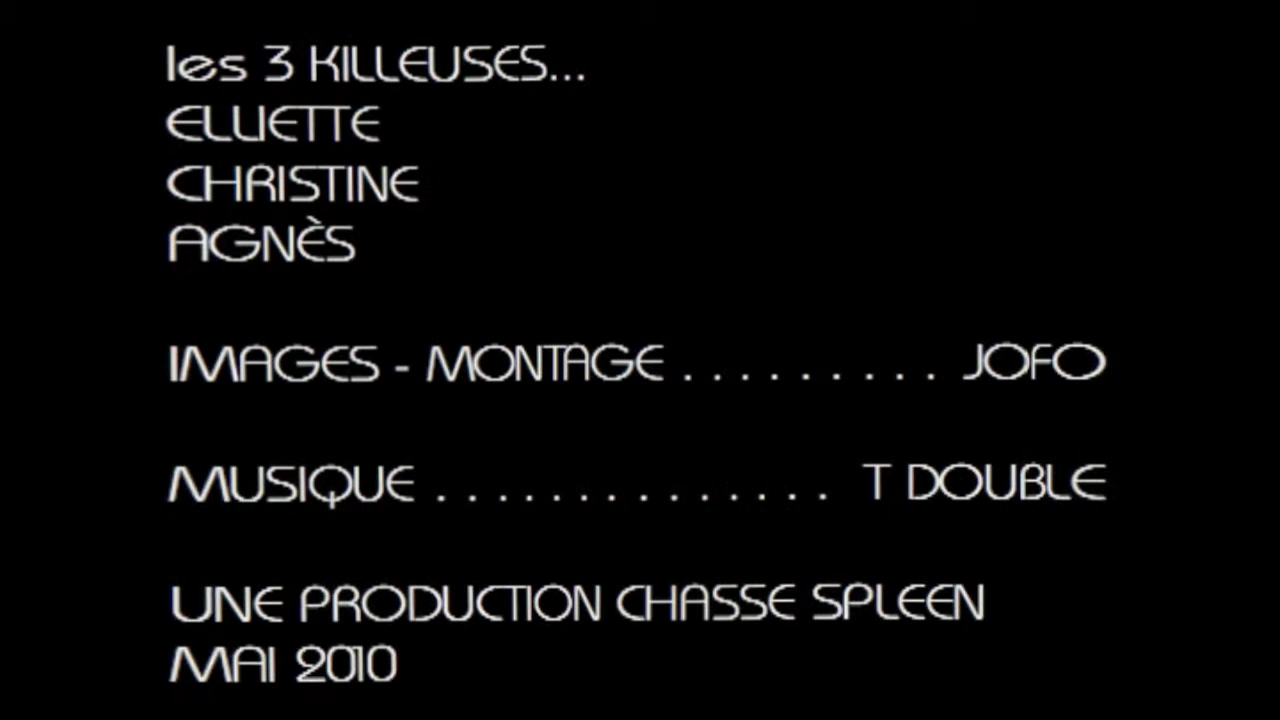 les 3 KILLEUSES...
ELLIETTE
CHRISTINE
AGNÈS
IMAGES - MONTAGE . . . . . . . . . JOFO
MUSIQUE . . . . . . . . . . . . . . T DOUBLE
UNE PRODUCTION CHASSE SPLEEN
MAI 2010